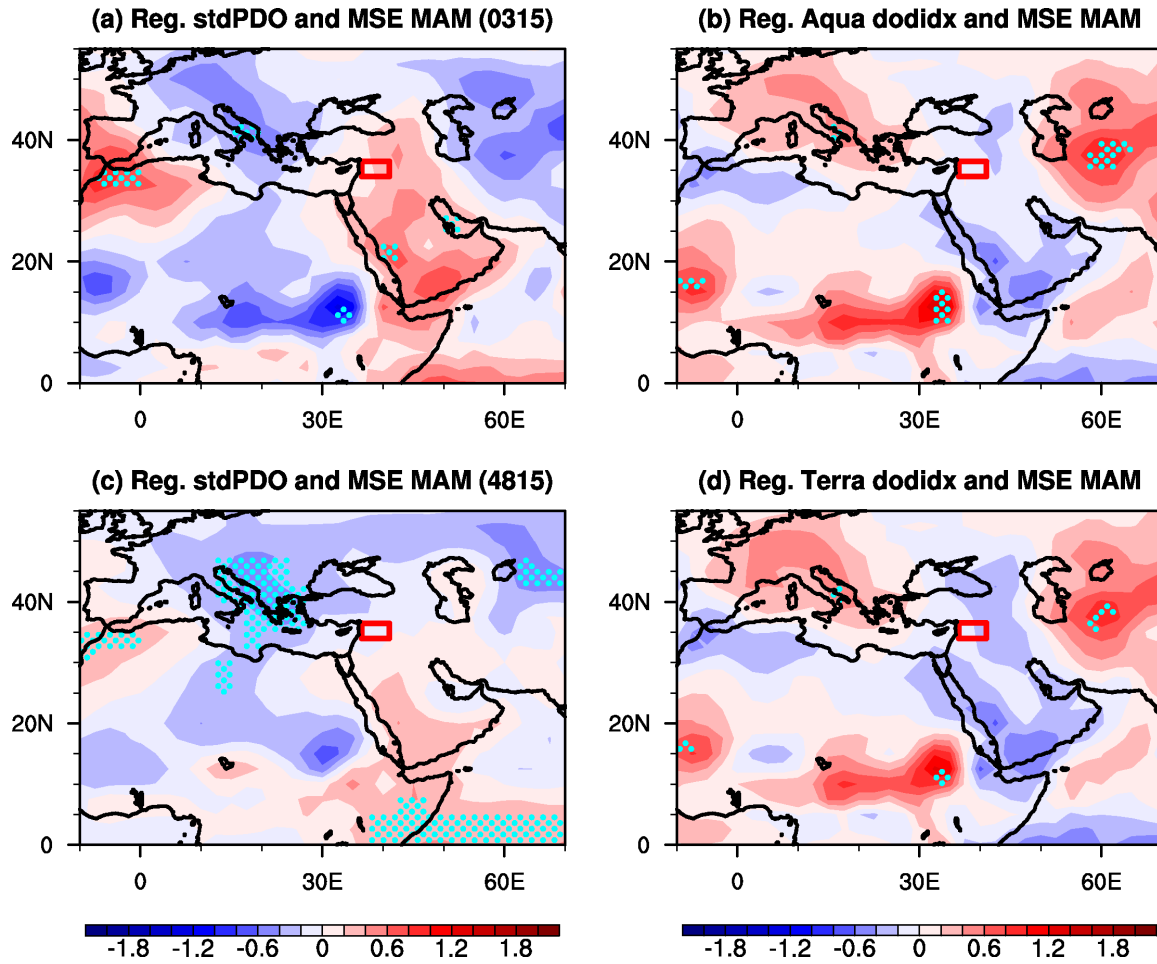 (a) Reg. stdPDO and MSE MAM (0315)
(b) Reg. Aqua dodidx and MSE MAM
40N
20N
0
0 30E 60E
40N
20N
0
0 30E 60E
(c) Reg. stdPDO and MSE MAM (4815)
(d) Reg. Terra dodidx and MSE MAM
40N
20N
0
0 30E 60E
40N
20N
0
0 30E 60E
-1.8 -1.2 -0.6 0 0.6 1.2 1.8
-1.8 -1.2 -0.6 0 0.6 1.2 1.8